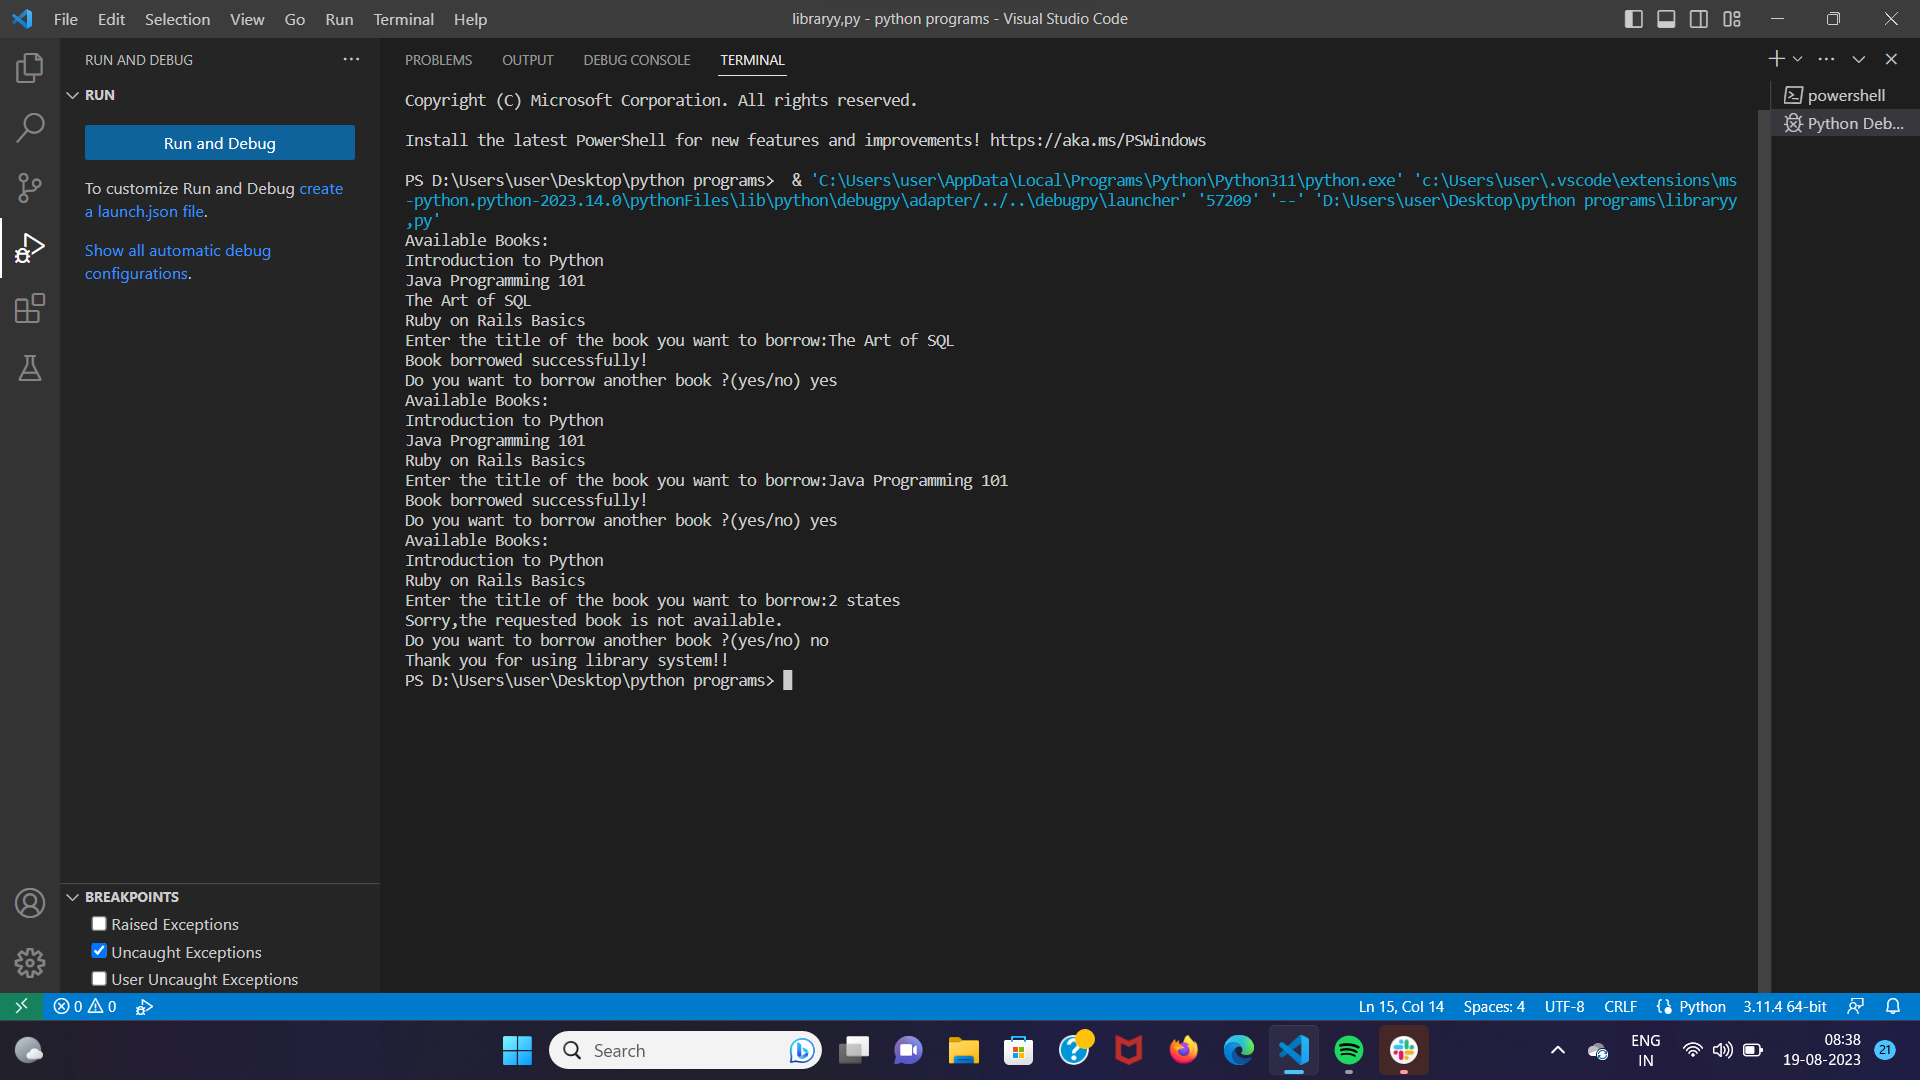 File Edit Selection View Go Run Terminal Help
libraryy,py - python programs - Visual Studio Code
RUN AND DEBUG
RUN
Run and Debug
To customize Run and Debug create
a launch.json file.
Show all automatic debug
configurations.
PROBLEMS OUTPUT DEBUG CONSOLE TERMINAL
Copyright (C) Microsoft Corporation. All rights reserved.
Install the latest PowerShell for new features and improvements! https://aka.ms/PSWindows
PS D:\Users\user\Desktop\python programs>  & 'C:\Users\user\AppData\Local\Programs\Python\Python311\python.exe' 'c:\Users\user\.vscode\extensions\ms
-python.python-2023.14.0\pythonFiles\lib\python\debugpy\adapter/../..\debugpy\launcher' '57209' '--' 'D:\Users\user\Desktop\python programs\libraryy
,py'
Available Books:
Introduction to Python
Java Programming 101
The Art of SQL
Ruby on Rails Basics
Enter the title of the book you want to borrow:The Art of SQL
Book borrowed successfully!
Do you want to borrow another book ?(yes/no) yes
Available Books:
Introduction to Python
Java Programming 101
Ruby on Rails Basics
Enter the title of the book you want to borrow:Java Programming 101
Book borrowed successfully!
Do you want to borrow another book ?(yes/no) yes
Available Books:
Introduction to Python
Ruby on Rails Basics
Enter the title of the book you want to borrow:2 states
Sorry,the requested book is not available.
Do you want to borrow another book ?(yes/no) no
Thank you for using library system!!
PS D:\Users\user\Desktop\python programs>
powershell
Python Deb...
BREAKPOINTS
Raised Exceptions
Uncaught Exceptions
User Uncaught Exceptions
0 0
Ln 15, Col 14 Spaces: 4 UTF-8 CRLF Python 3.11.4 64-bit
Search
ENG
IN
08:38
19-08-2023
21